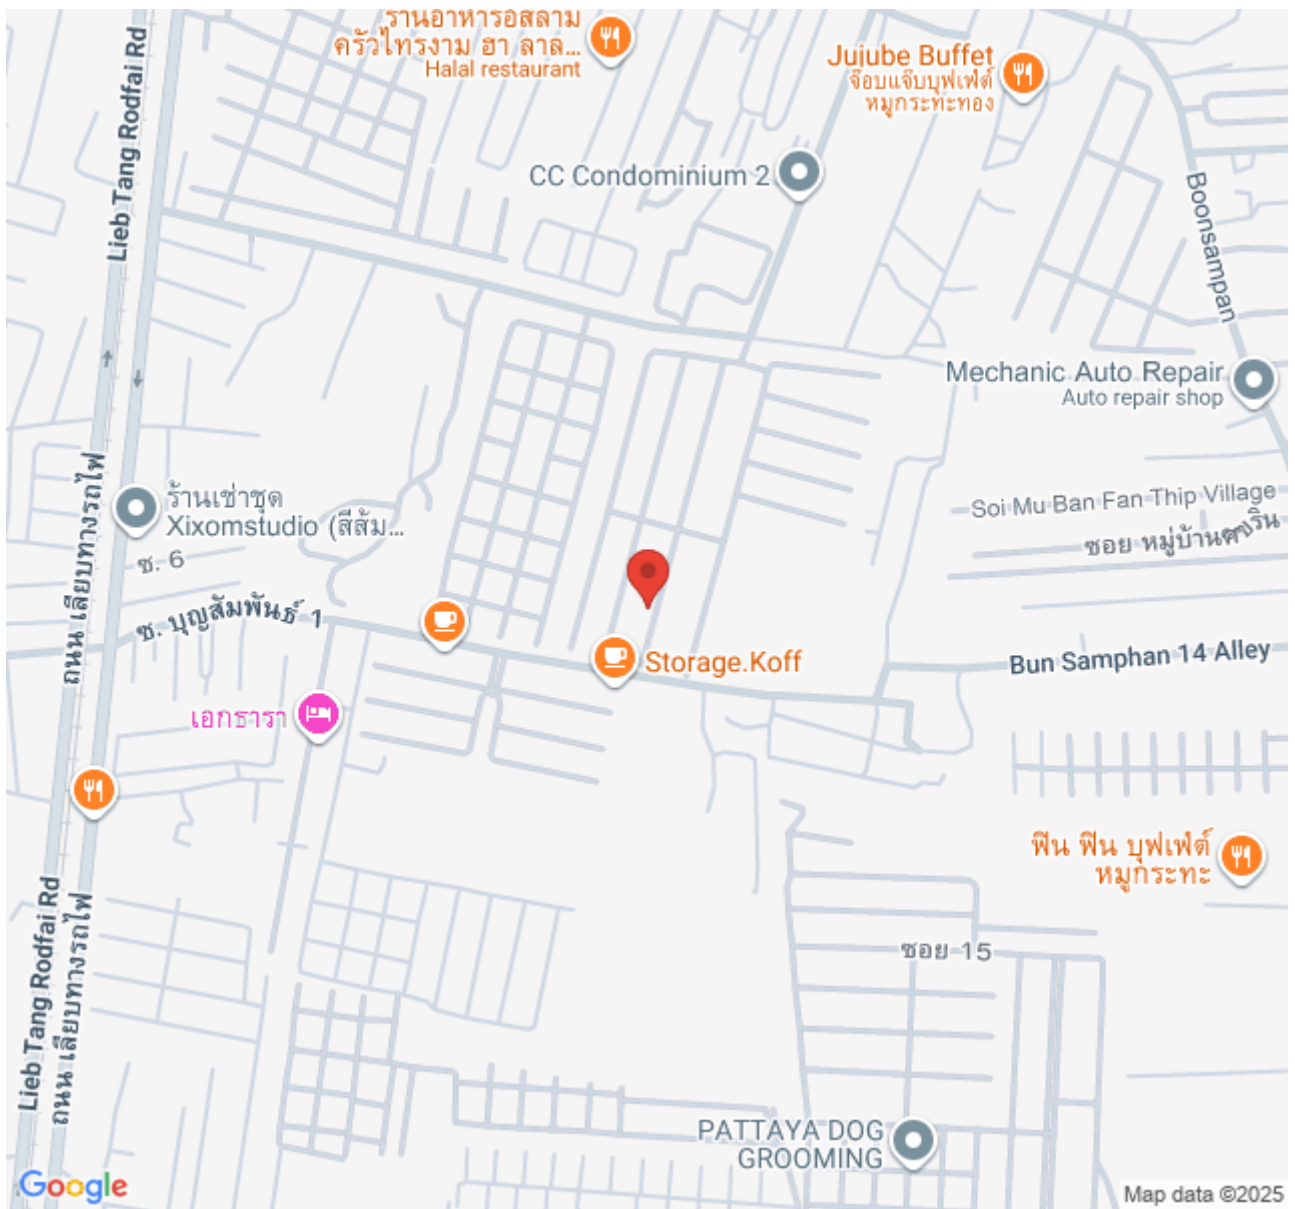 ร้านอาหารอิสลาม
ครัวไทรงาม ฮา ลาล...
Halal restaurant
Jujube Buffet
จ๊อบแจ๊บบุฟเฟ่ต์
หมูกระทะทอง
Lieb Tang Rodfai Rd
CC Condominium 2
Boonsampan
Mechanic Auto Repair
Auto repair shop
ถนน เลียบทางรถไฟ
ร้านเช่าชุด
Xixomstudio (สีส้ม...
Soi Mu Ban Fan Thip Village
ซอย หมู่บ้าน
ซ. 6
ซ. บุญสัมพันธ์ 1
Storage.Koff
Bun Samphan 14 Alley
เอกธารา
ฟิน ฟิน บุฟเฟ่ต์
หมูกระทะ
Lieb Tang Rodfai Rd
ถนน เลียบทางรถไฟ
ซอย 15
PATTAYA DOG
GROOMING
Google
Map data ©2025